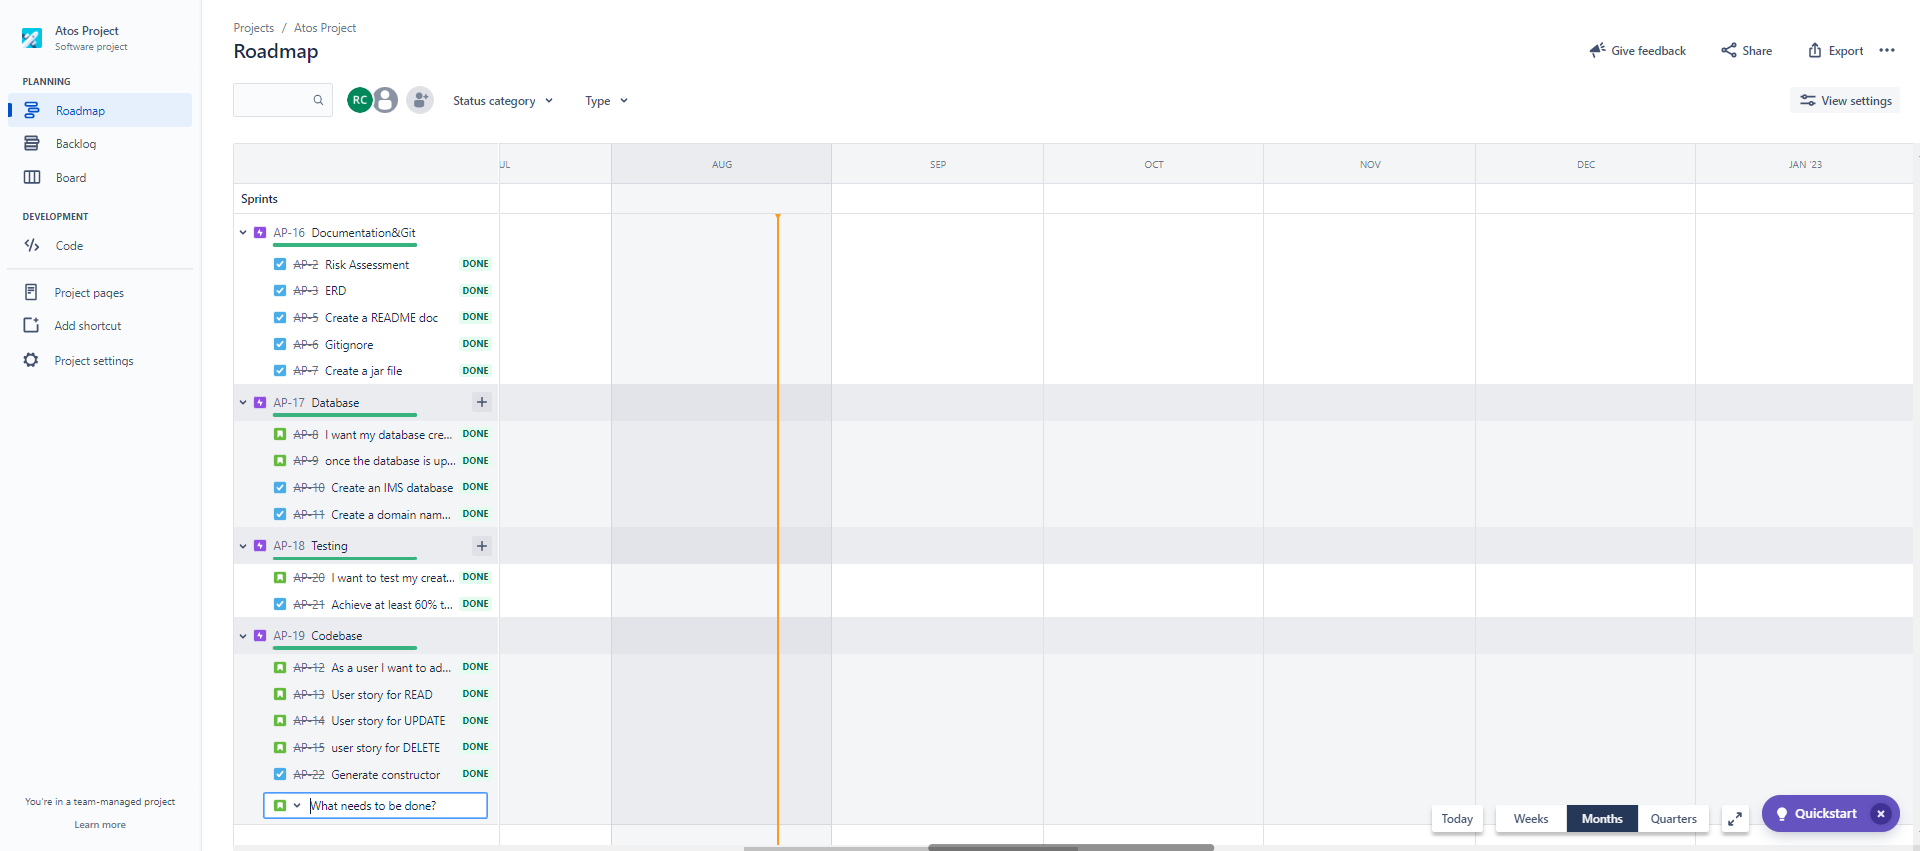 Atos Project
Software project
PLANNING
Roadmap
Backlog
Board
DEVELOPMENT
Code
Project pages
Add shortcut
Project settings
You're in a team-managed project
Learn more
Projects / Atos Project
Roadmap
Give feedback
Share
Export
RC
Status category
Type
View settings
UL
AUG
SEP
OCT
NOV
DEC
JAN '23
Sprints
AP-16 Documentation&Git
AP-2 Risk Assessment DONE
AP-3 ERD DONE
AP-5 Create a README doc DONE
AP-6 Gitignore DONE
AP-7 Create a jar file DONE
AP-17 Database
AP-8 I want my database cre... DONE
AP-9 once the database is up... DONE
AP-10 Create an IMS database DONE
AP-11 Create a domain nam... DONE
AP-18 Testing
AP-20 I want to test my creat... DONE
AP-21 Achieve at least 60% t... DONE
AP-19 Codebase
AP-12 As a user I want to ad... DONE
AP-13 User story for READ DONE
AP-14 User story for UPDATE DONE
AP-15 user story for DELETE DONE
AP-22 Generate constructor DONE
What needs to be done?
Today
Weeks
Months
Quarters
Quickstart